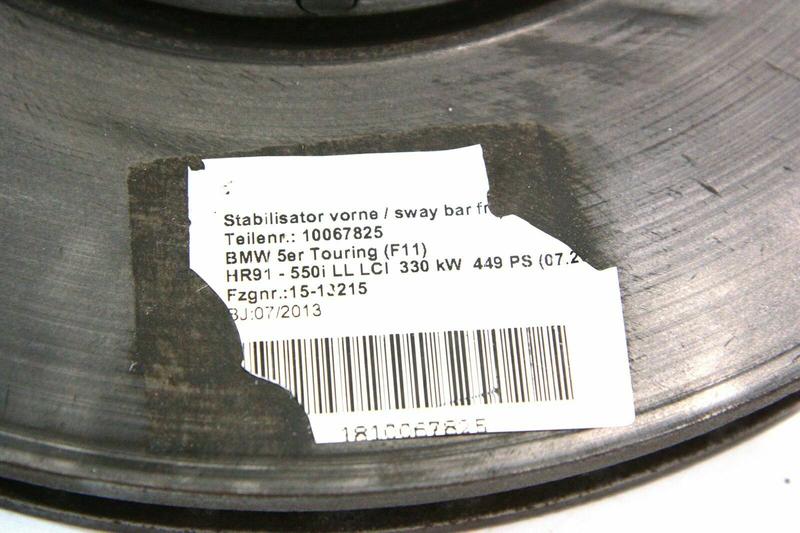 Stabilisator vorne / sway bar fr
Teilenr.: 10067825
BMW 5er Touring (F11)
HR91 - 550i LL LCI 330 kW 449 PS (07.2
Fzgnr.:15-13215
BJ:07/2013
1810067825